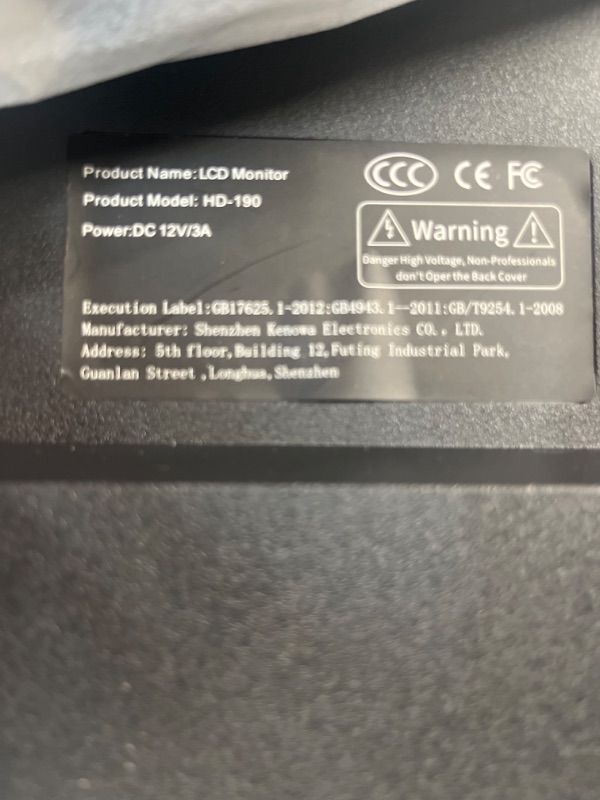 Product Name:LCD Monitor
Product Model: HD-190
Power:DC 12V/3A
CCC CE FC
Warning
Danger High Voltage, Non-Professionals
don't Oper the Back Cover
Execution Label:GB17625.1-2012:GB4943.1--2011:GB/T9254.1-2008
Manufacturer: Shenzhen Kenowa Electronics CO., LTD.
Address: 5th floor,Building 12,Futing Industrial Park,
Guanlan Street ,Longhua,Shenzhen